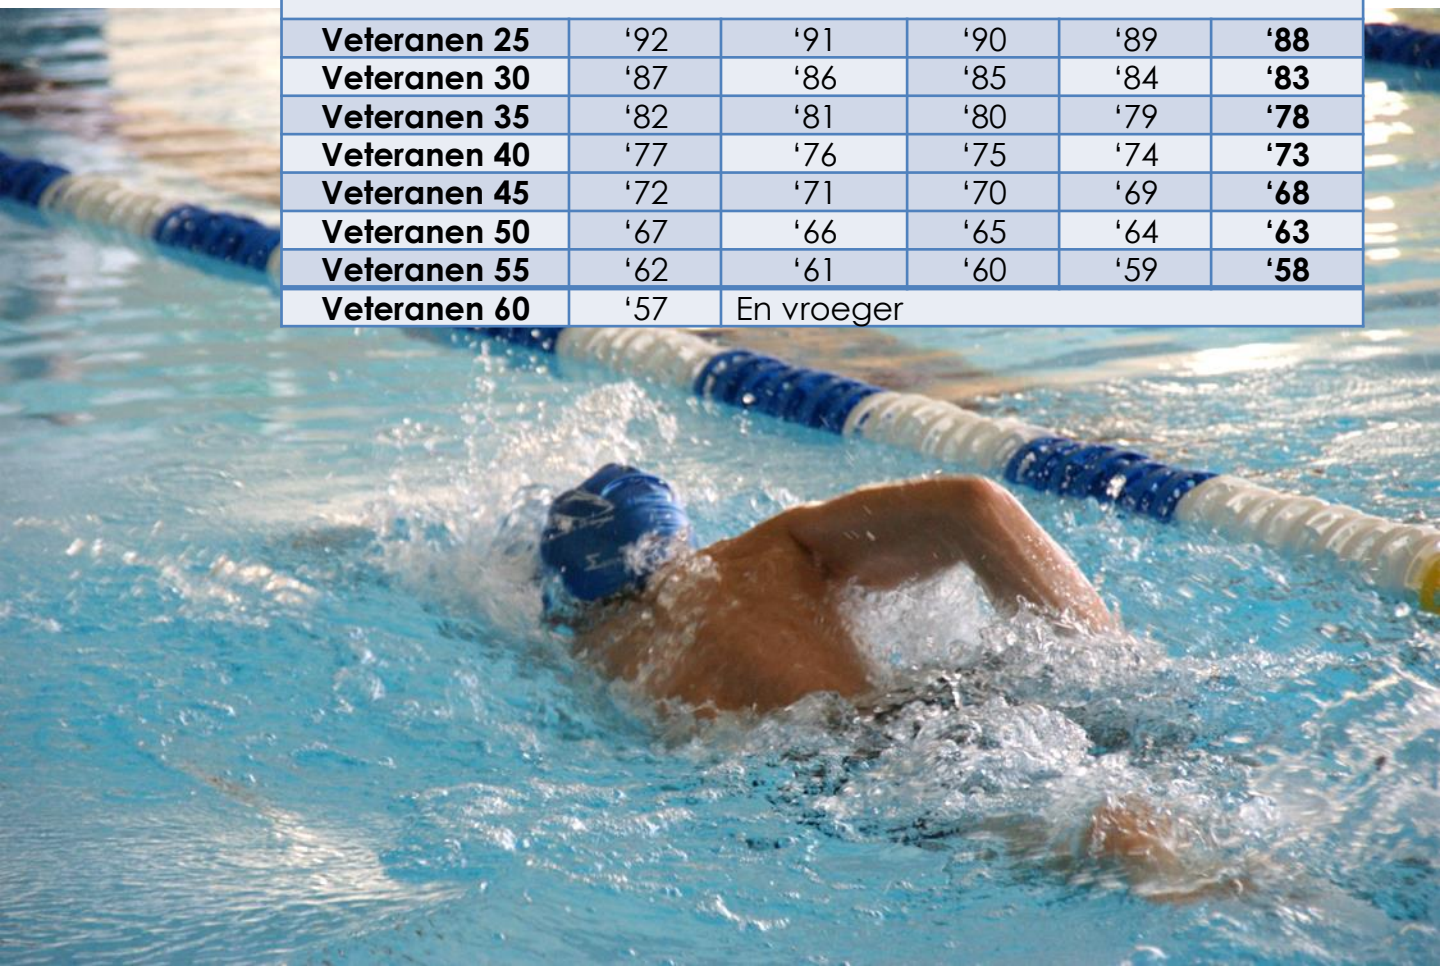 Veteranen 25 ‘92 ‘91 ‘90 ‘89 ‘88
Veteranen 30 ‘87 ‘86 ‘85 ‘84 ‘83
Veteranen 35 ‘82 ‘81 ‘80 ‘79 ‘78
Veteranen 40 ‘77 ‘76 ‘75 ‘74 ‘73
Veteranen 45 ‘72 ‘71 ‘70 ‘69 ‘68
Veteranen 50 ‘67 ‘66 ‘65 ‘64 ‘63
Veteranen 55 ‘62 ‘61 ‘60 ‘59 ‘58
Veteranen 60 ‘57 En vroeger